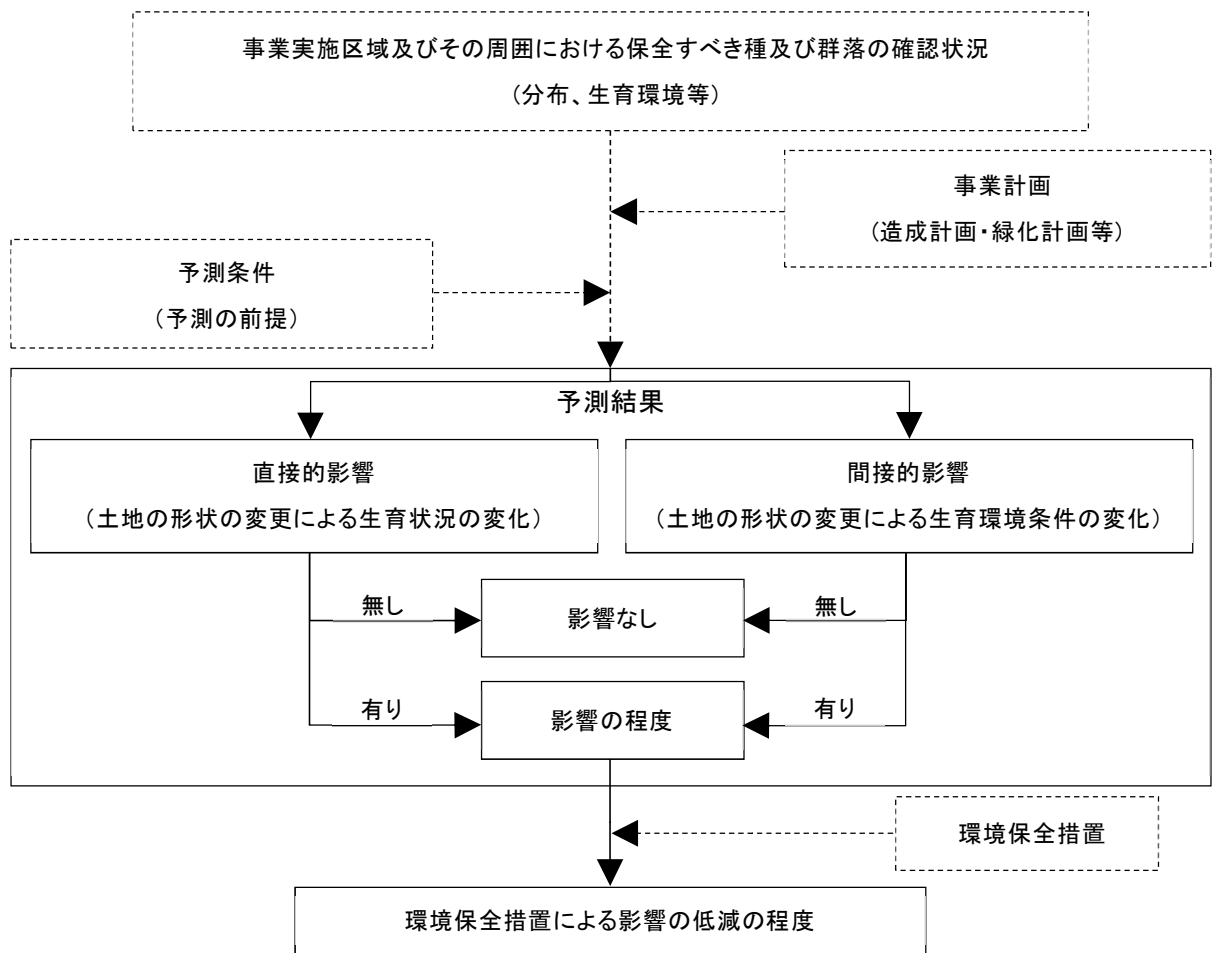 事業実施区域及びその周囲における保全すべき種及び群落の確認状況
（分布、生育環境等）
事業計画
（造成計画・緑化計画等）
予測条件
（予測の前提）
予測結果
直接的影響
（土地の形状の変更による生育状況の変化）
間接的影響
（土地の形状の変更による生育環境条件の変化）
無し
影響なし
無し
有り
影響の程度
有り
環境保全措置
環境保全措置による影響の低減の程度